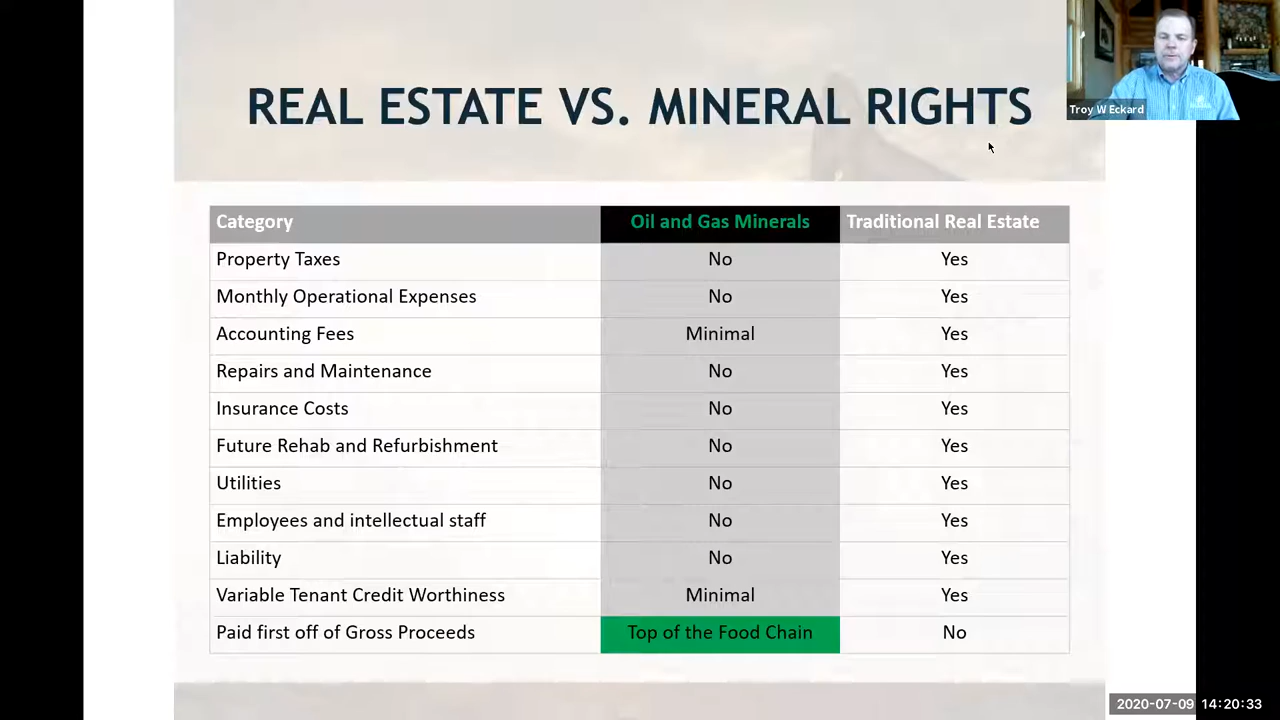 REAL ESTATE VS. MINERAL RIGHTS
Troy W Eckard
Category Oil and Gas Minerals Traditional Real Estate
Property Taxes No Yes
Monthly Operational Expenses No Yes
Accounting Fees Minimal Yes
Repairs and Maintenance No Yes
Insurance Costs No Yes
Future Rehab and Refurbishment No Yes
Utilities No Yes
Employees and intellectual staff No Yes
Liability No Yes
Variable Tenant Credit Worthiness Minimal Yes
Paid first off of Gross Proceeds Top of the Food Chain No
2020-07-09 14:20:33